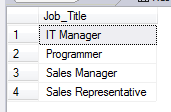 Job_Title
1 IT Manager
2 Programmer
3 Sales Manager
4 Sales Representative